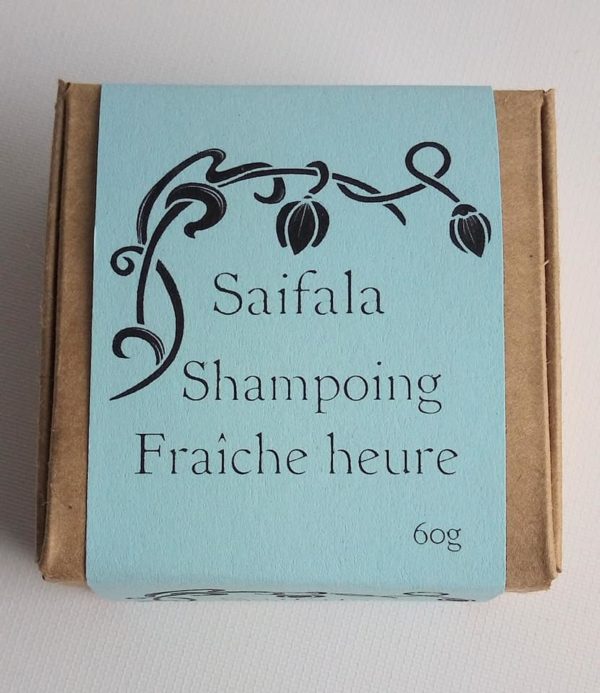 Saifala
Shampoing
Fraîche heure
60g